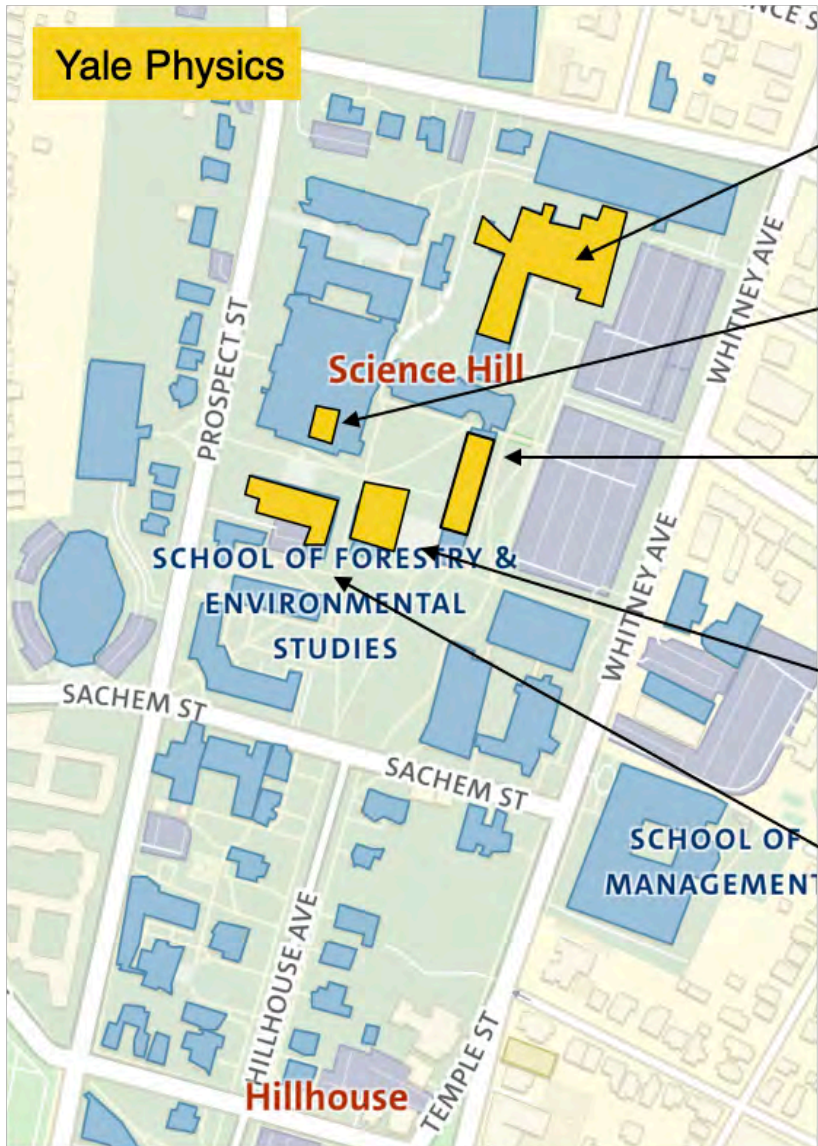 NCE S
Yale Physics
WHITNEY AVE
PROSPECT ST
Science Hill
WHITNEY AVE
SCHOOL OF FORESTRY &
ENVIRONMENTAL
STUDIES
SACHEM ST
SACHEM ST
SCHOOL OF
MANAGEMENT
HILLHOUSE AVE
TEMPLE ST
Hillhouse